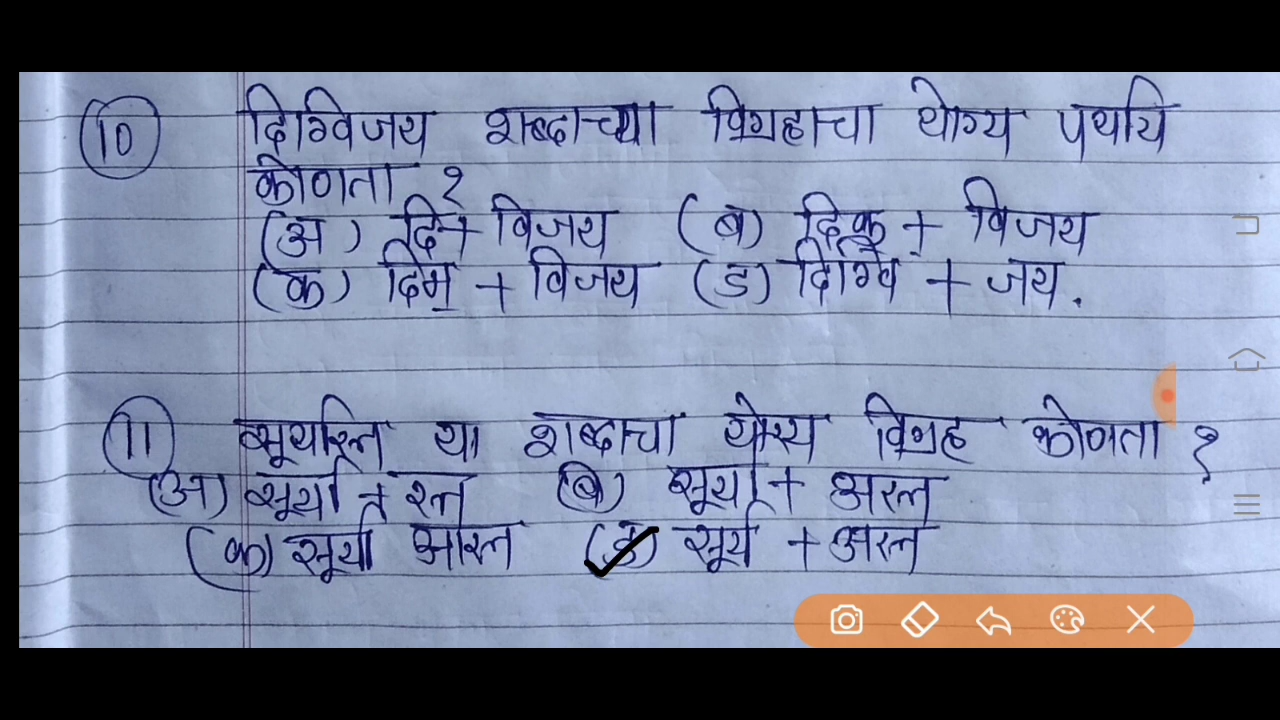 10 दिग्विजय शब्दाच्या विग्रहाचा योग्य पर्याय
कोणता ?
(अ) दि + विजय (ब) दिक् + विजय
(क) दिम् + विजय (ड) दिग्वि + जय.
11 सूर्यास्त या शब्दाचा योग्य विग्रह कोणता ?
(अ) सूर्या + स्त (ब) सूर्या + अस्त
(क) सूर्या आस्त (ड) सूर्य + अस्त